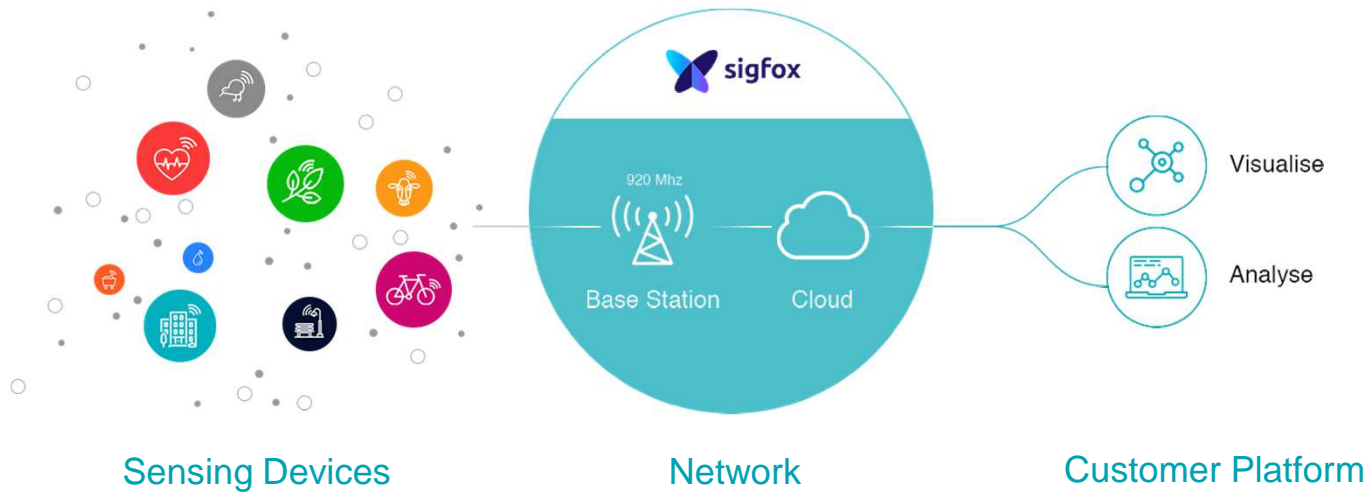 sigfox
920 Mhz
Base Station
Cloud
Visualise
Analyse
Sensing Devices
Network
Customer Platform